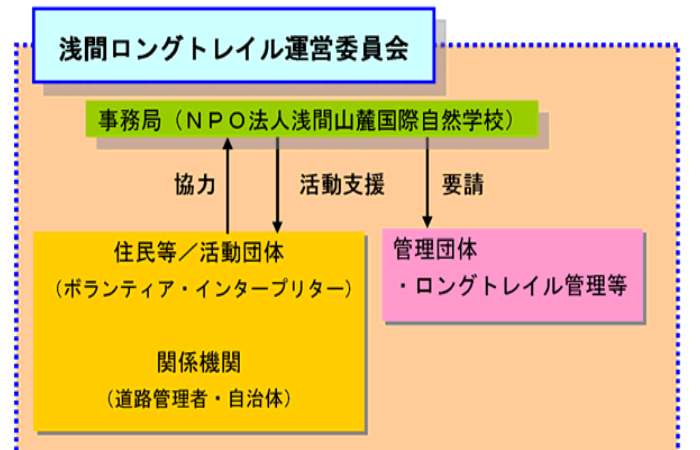 浅間ロングトレイル運営委員会
事務局（ＮＰＯ法人浅間山麓国際自然学校）
協力
活動支援
要請
住民等／活動団体
（ボランティア・インタープリター）
関係機関
（道路管理者・自治体）
管理団体
・ロングトレイル管理等